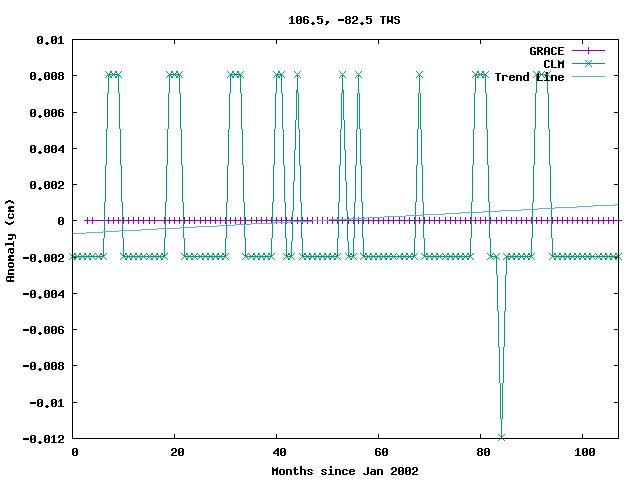 106.5, -82.5 TWS
GRACE
CLM
Trend Line
Anomaly (cm)
0.01
0.008
0.006
0.004
0.002
0
-0.002
-0.004
-0.006
-0.008
-0.01
-0.012
0 20 40 60 80 100
Months since Jan 2002